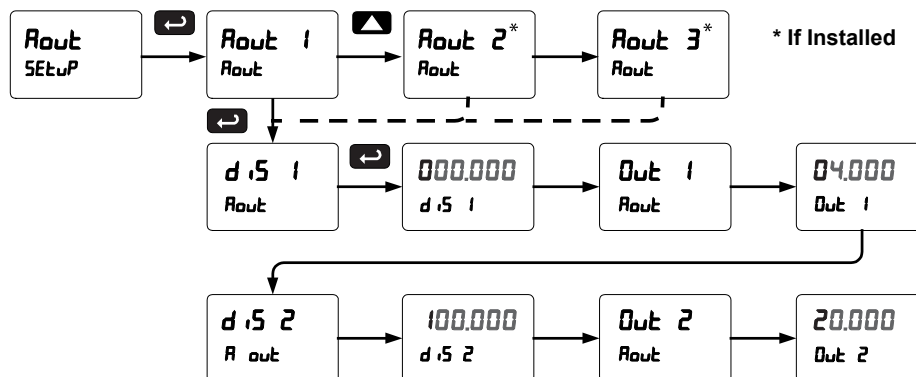 Aout
SEtuP
Aout 1
Aout
Aout 2*
Aout
Aout 3*
Aout
* If Installed
diS 1
Aout
000.000
diS 1
Out 1
Aout
04.000
Out 1
diS 2
A out
100.000
diS 2
Out 2
Aout
20.000
Out 2